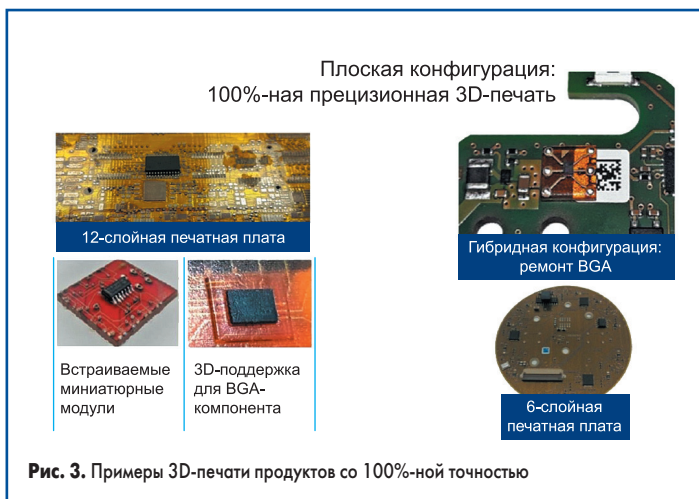 Плоская конфигурация:
100%-ная прецизионная 3D-печать
12-слойная печатная плата
Гибридная конфигурация:
ремонт BGA
Встраиваемые
миниатюрные
модули
3D-поддержка
для BGA-
компонента
6-слойная
печатная плата
Рис. 3. Примеры 3D-печати продуктов со 100%-ной точностью